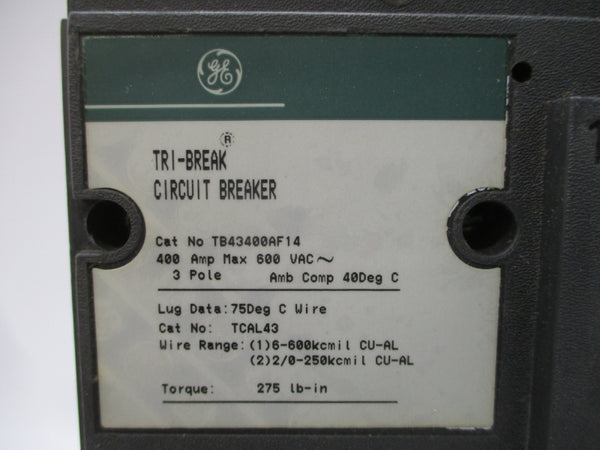 GE
TRI-BREAK®
CIRCUIT BREAKER
Cat No TB43400AF14
400 Amp Max 600 VAC~
3 Pole Amb Comp 40Deg C
Lug Data: 75Deg C Wire
Cat No: TCAL43
Wire Range: (1)6-600kcmil CU-AL
(2)2/0-250kcmil CU-AL
Torque: 275 lb-in